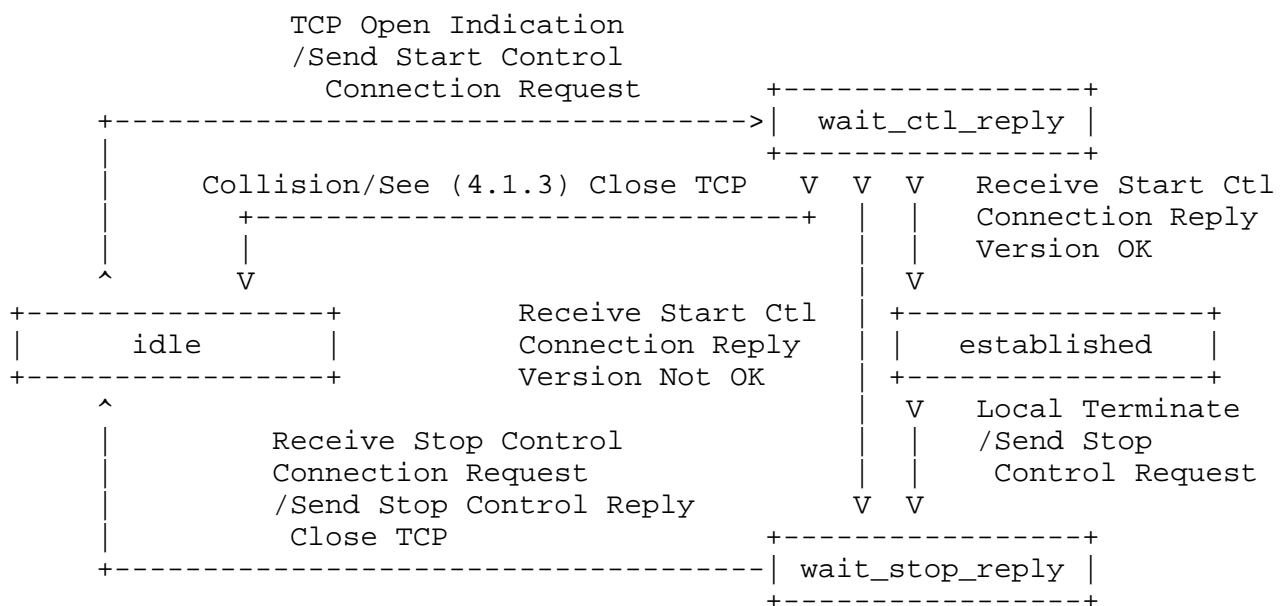 TCP Open Indication
/Send Start Control
Connection Request
wait_ctl_reply
Collision/See (4.1.3) Close TCP V V V Receive Start Ctl
Connection Reply
Version OK
^ V V
Receive Start Ctl
idle Connection Reply established
Version Not OK
^ V Local Terminate
Receive Stop Control /Send Stop
Connection Request Control Request
/Send Stop Control Reply V V
Close TCP
wait_stop_reply